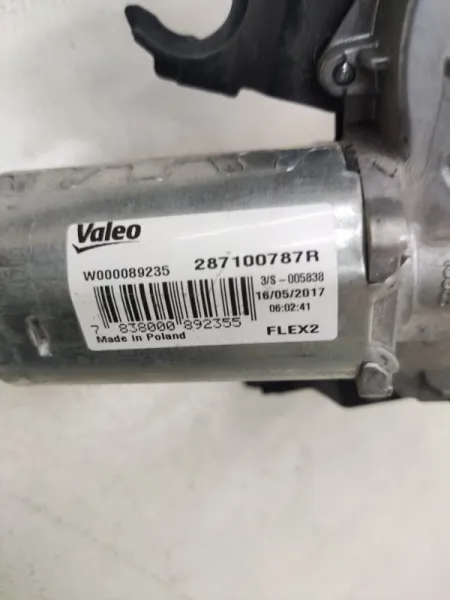 Valeo
W000089235 287100787R
3/S-005838
16/05/2017
06:02:41
7 838000 892355
Made in Poland FLEX2